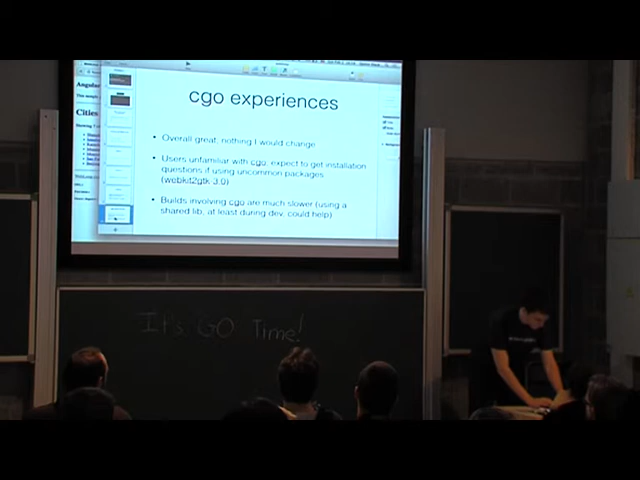 Angular
Cities
cgo experiences
• Overall great, nothing I would change
• Users unfamiliar with cgo, expect to get installation
questions if using uncommon packages
(webkit2gtk-3.0)
• Builds involving cgo are much slower (using a
shared lib, at least during dev, could help)
It's GO Time!